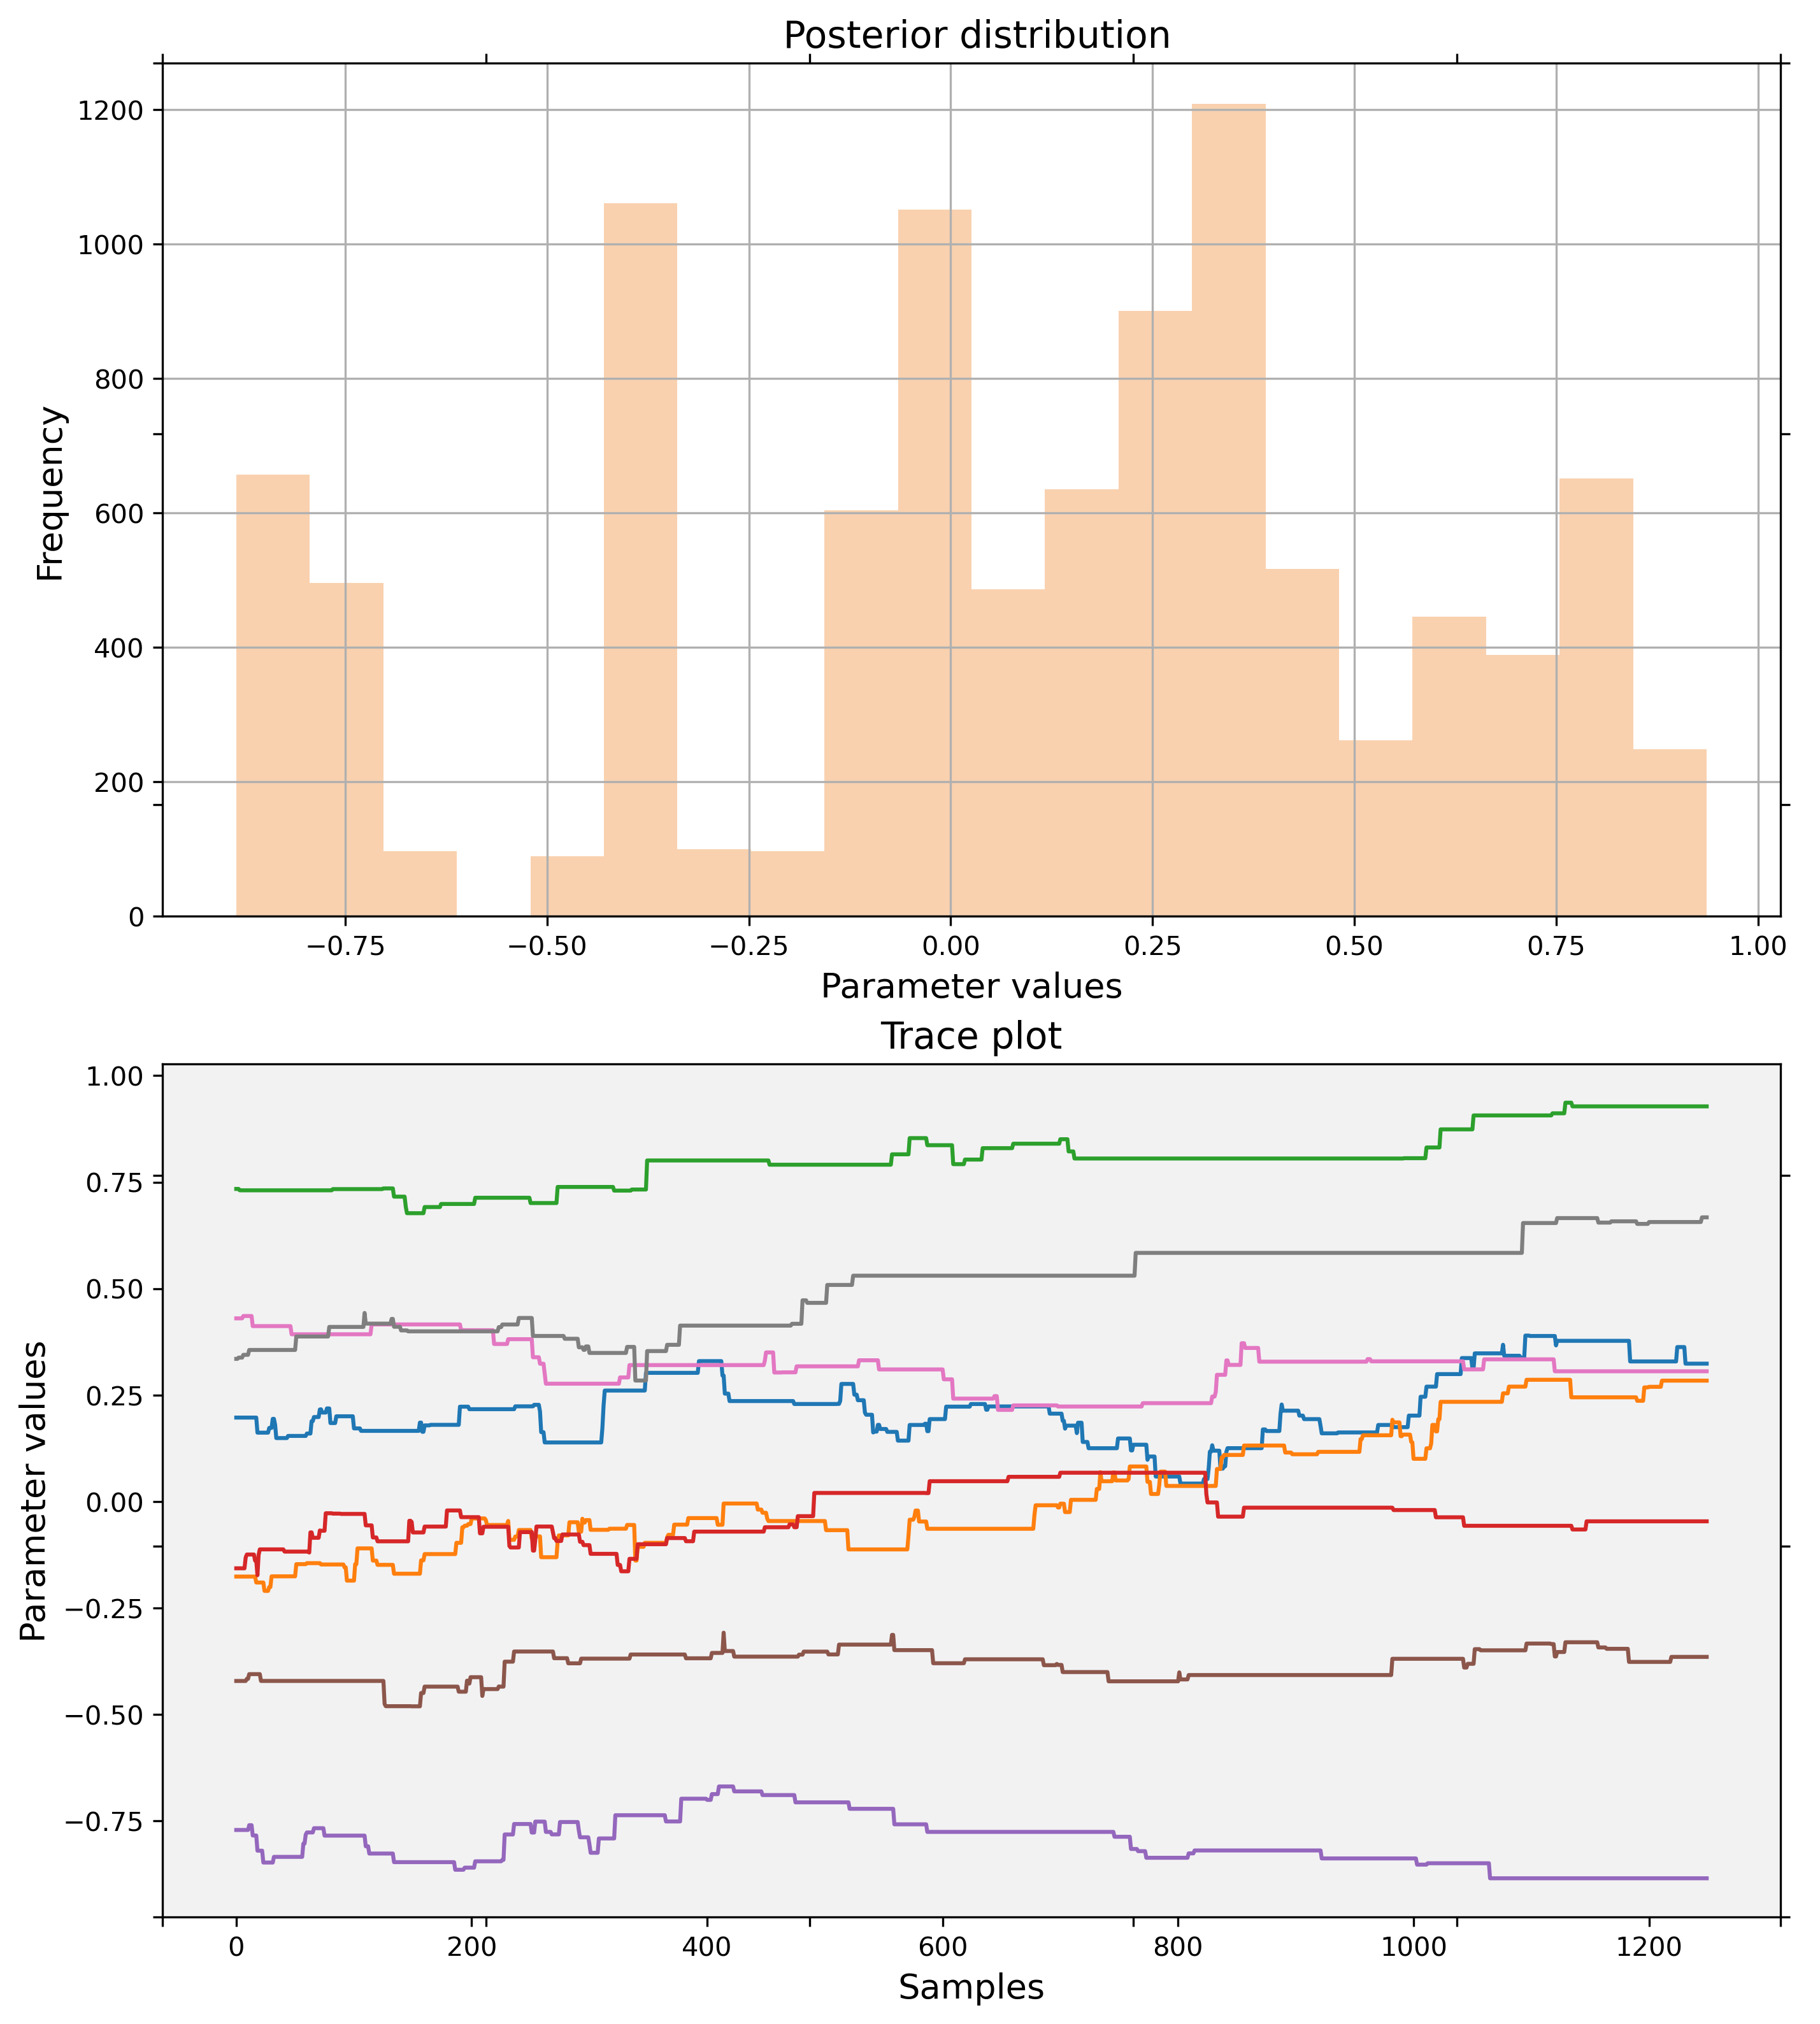 Posterior distribution
1200
1000
800
600
400
200
0
Frequency
−0.75 −0.50 −0.25 0.00 0.25 0.50 0.75 1.00
Parameter values
Trace plot
1.00
0.75
0.50
0.25
0.00
−0.25
−0.50
−0.75
Parameter values
0 200 400 600 800 1000 1200
Samples